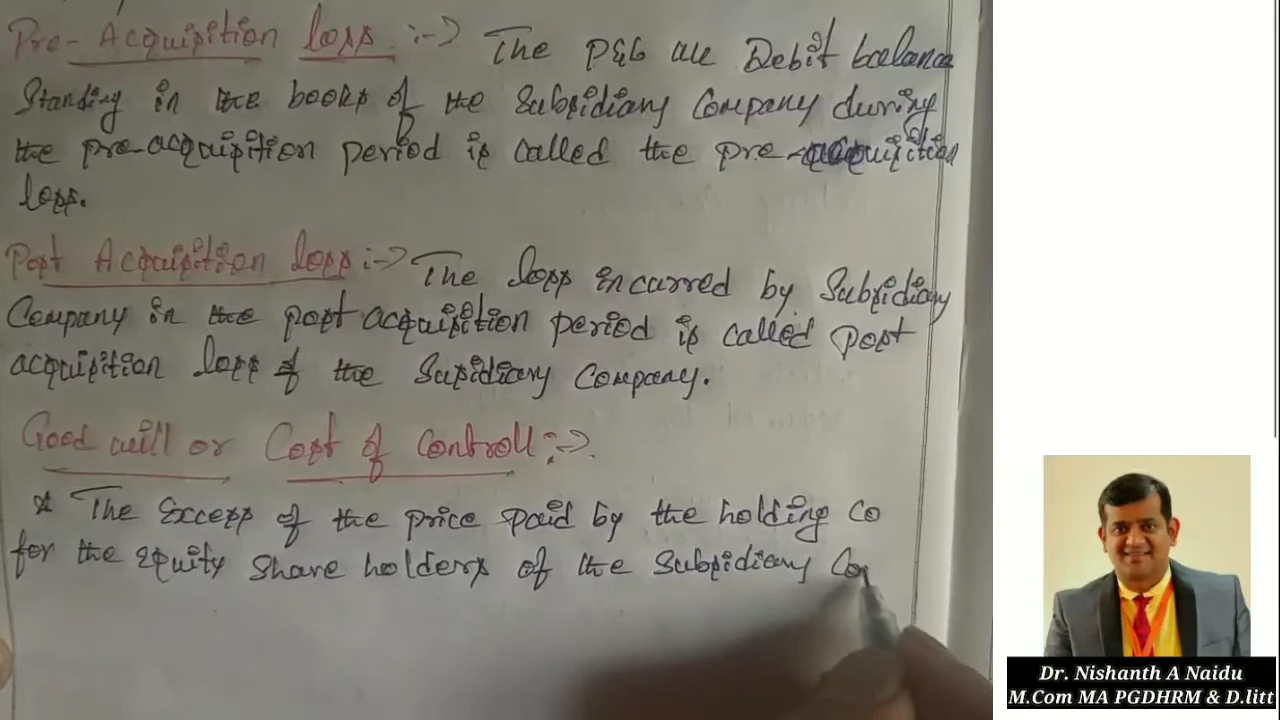 Pre-Acquisition loss :->  The P&L a/c Debit balance
Standing in the books of the Subsidiary Company during
the pre-acquisition period is called the pre-acquisition
loss.
Post Acquisition loss :-> The loss incurred by Subsidiary
Company in the post acquisition period is called post
acquisition loss of the Supidiary Company.
Good will or Cost of Controll :->.
* The Excess of the price paid by the holding Co
for the equity share holders of the Subsidiary Co
Dr. Nishanth A Naidu
M.Com MA PGDHRM & D.litt